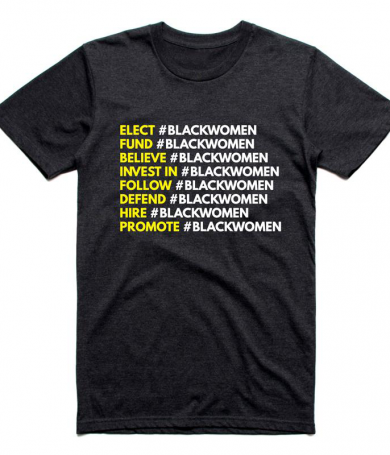 ELECT #BLACKWOMEN
FUND #BLACKWOMEN
BELIEVE #BLACKWOMEN
INVEST IN #BLACKWOMEN
FOLLOW #BLACKWOMEN
DEFEND #BLACKWOMEN
HIRE #BLACKWOMEN
PROMOTE #BLACKWOMEN